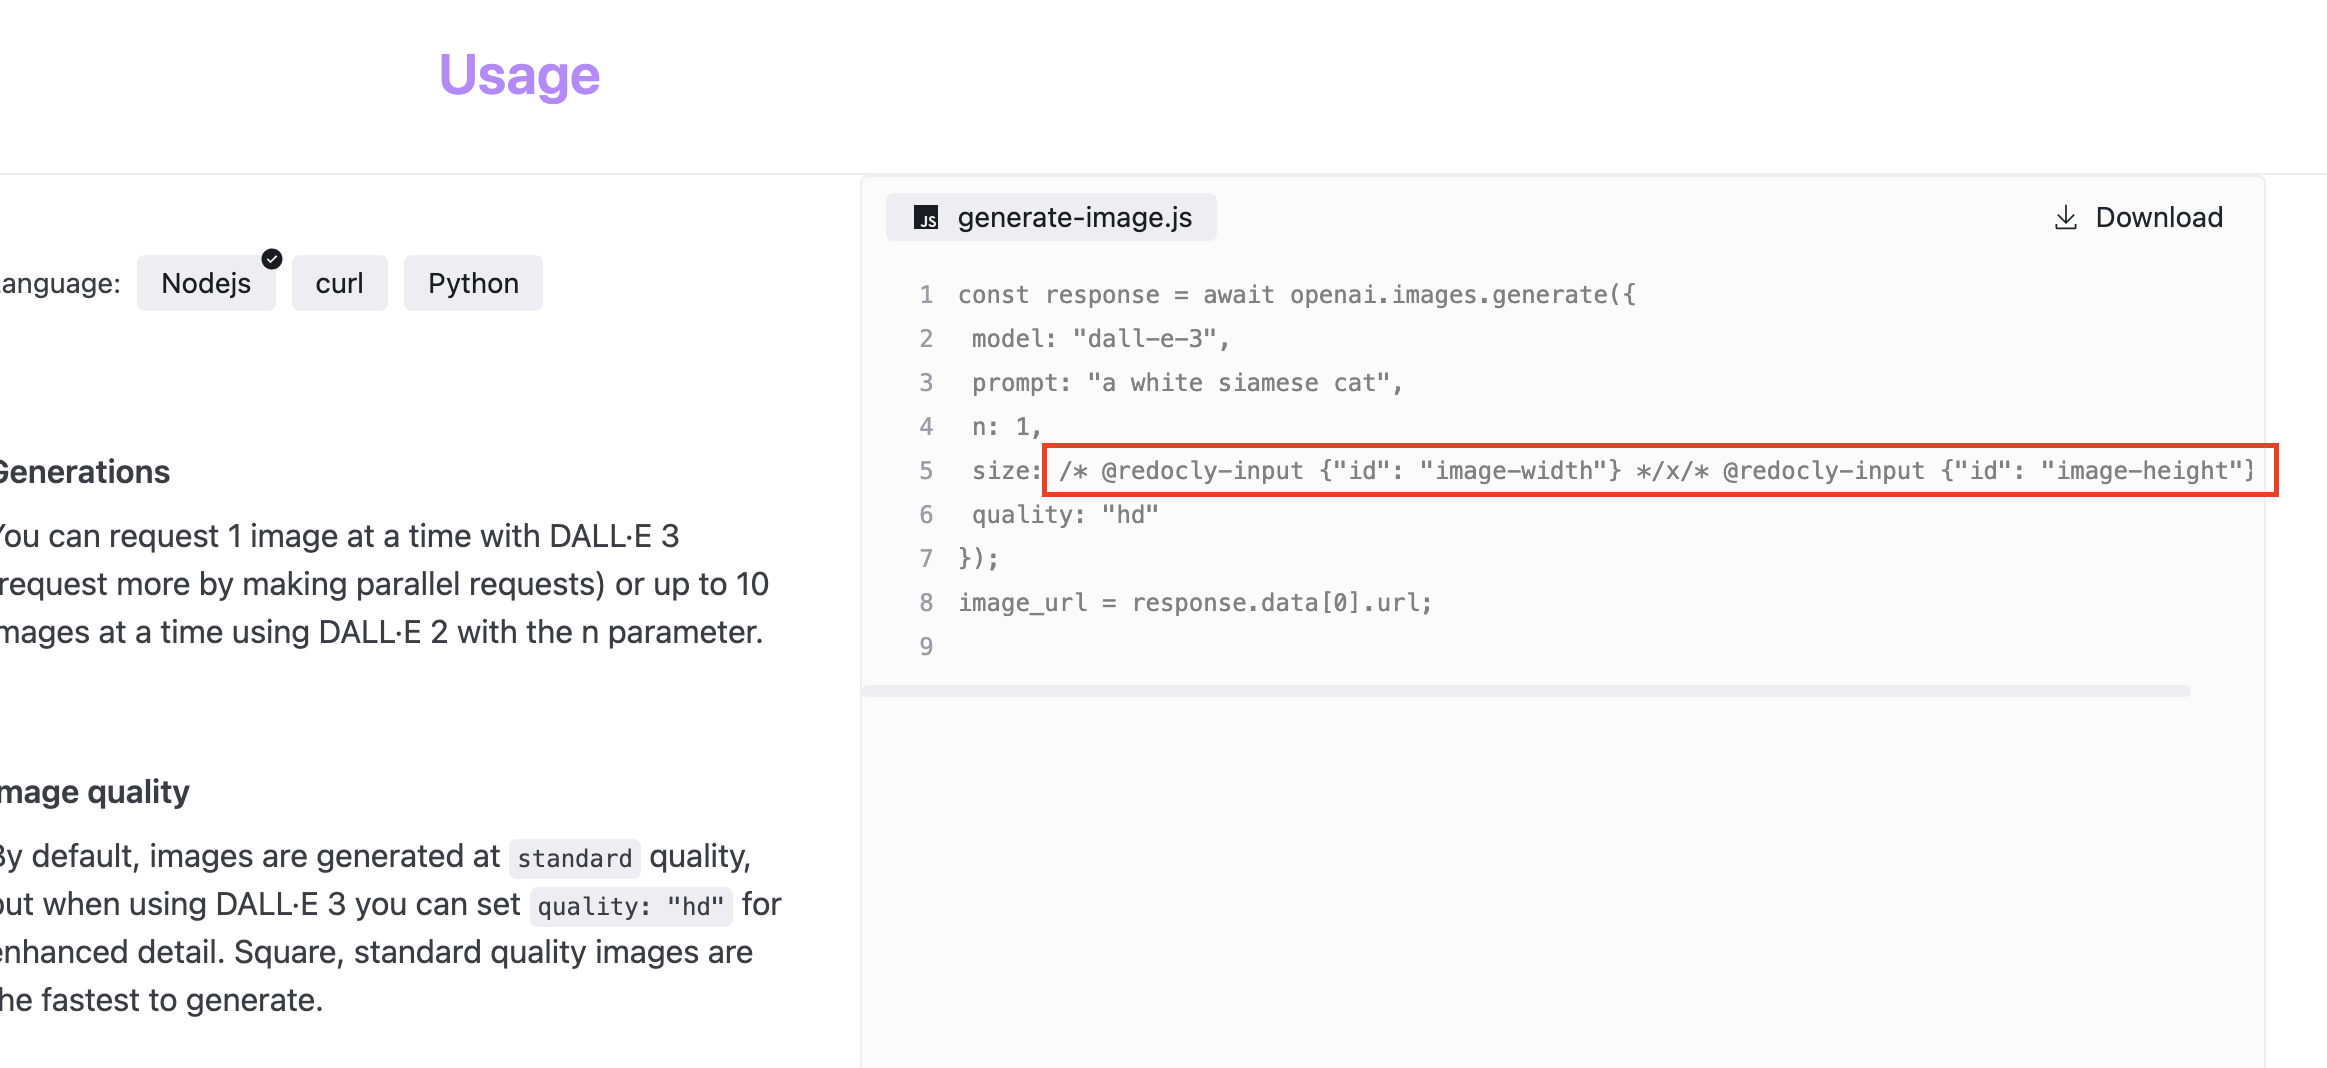 Usage
anguage: Nodejs curl Python
Generations
You can request 1 image at a time with DALL·E 3
request more by making parallel requests) or up to 10
mages at a time using DALL·E 2 with the n parameter.
mage quality
By default, images are generated at standard quality,
but when using DALL·E 3 you can set quality: "hd" for
enhanced detail. Square, standard quality images are
he fastest to generate.
JS generate-image.js Download
1 const response = await openai.images.generate({
2 model: "dall-e-3",
3 prompt: "a white siamese cat",
4 n: 1,
5 size: /* @redocly-input {"id": "image-width"} */x/* @redocly-input {"id": "image-height"}
6 quality: "hd"
7 });
8 image_url = response.data[0].url;
9